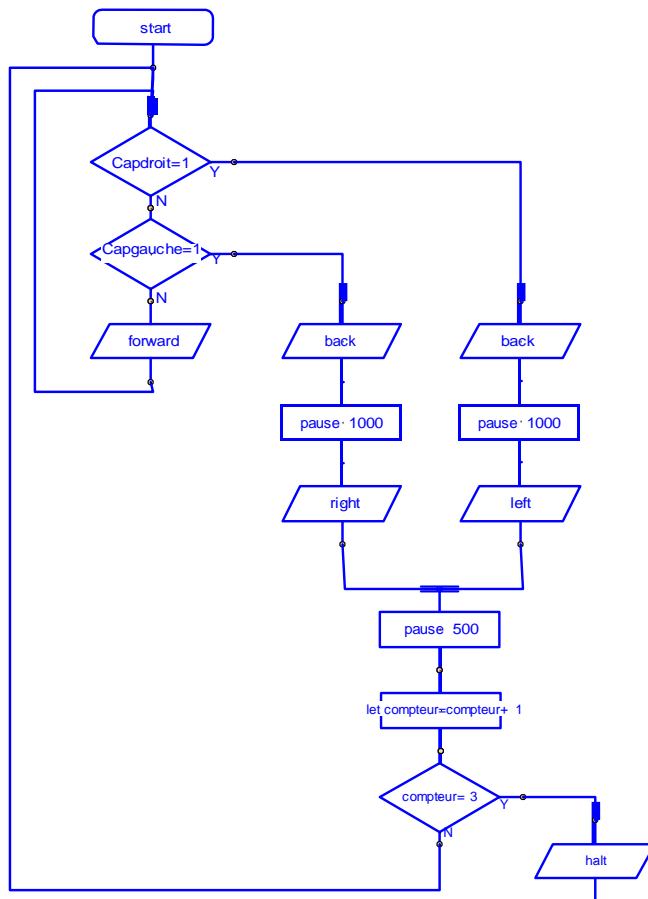 start
Capdroit=1
Y
N
Capgauche=1
Y
N
forward
back
back
pause 1000
pause 1000
right
left
pause 500
let compteur=compteur+ 1
compteur= 3
Y
N
halt